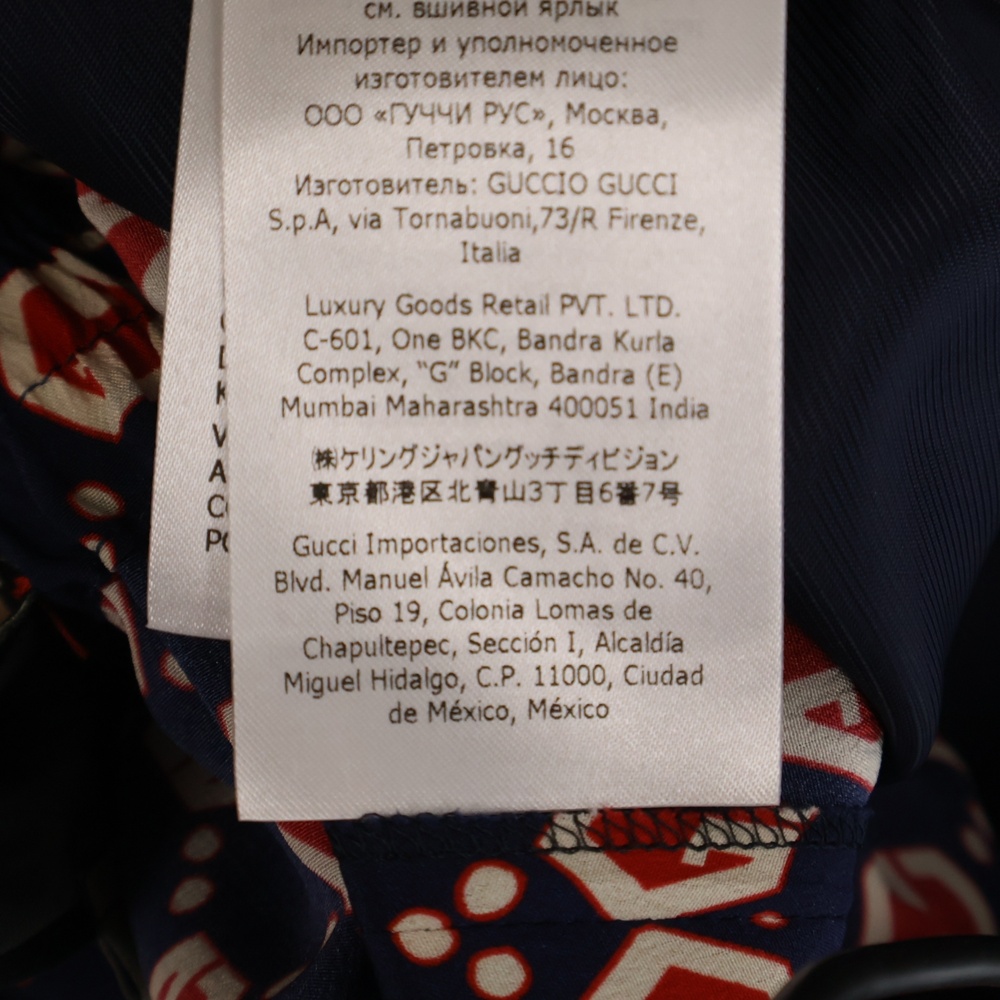 см. вшивной ярлык
Импортер и уполномоченное
изготовителем лицо:
ООО «ГУЧЧИ РУС», Москва,
Петровка, 16
Изготовитель: GUCCIO GUCCI
S.p.A, via Tornabuoni,73/R Firenze,
Italia
Luxury Goods Retail PVT. LTD.
C-601, One BKC, Bandra Kurla
Complex, “G” Block, Bandra (E)
Mumbai Maharashtra 400051 India
㈱ケリングジャパングッチディビジョン
東京都港区北青山3丁目6番7号
Gucci Importaciones, S.A. de C.V.
Blvd. Manuel Ávila Camacho No. 40,
Piso 19, Colonia Lomas de
Chapultepec, Sección I, Alcaldía
Miguel Hidalgo, C.P. 11000, Ciudad
de México, México